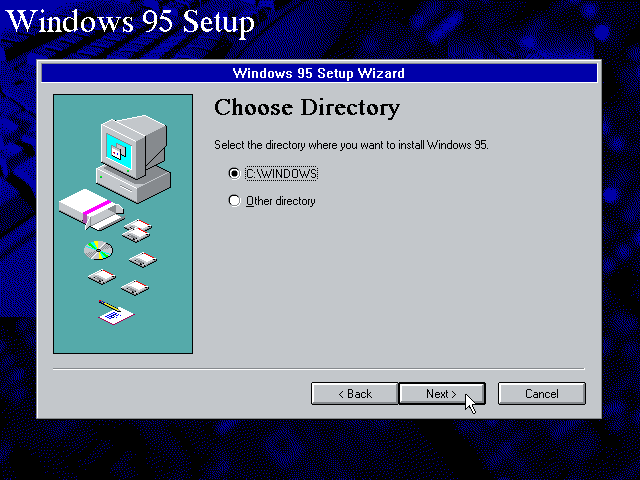 Windows 95 Setup
Windows 95 Setup Wizard
Choose Directory
Select the directory where you want to install Windows 95.
C:\WINDOWS
Other directory
< Back
Next >
Cancel